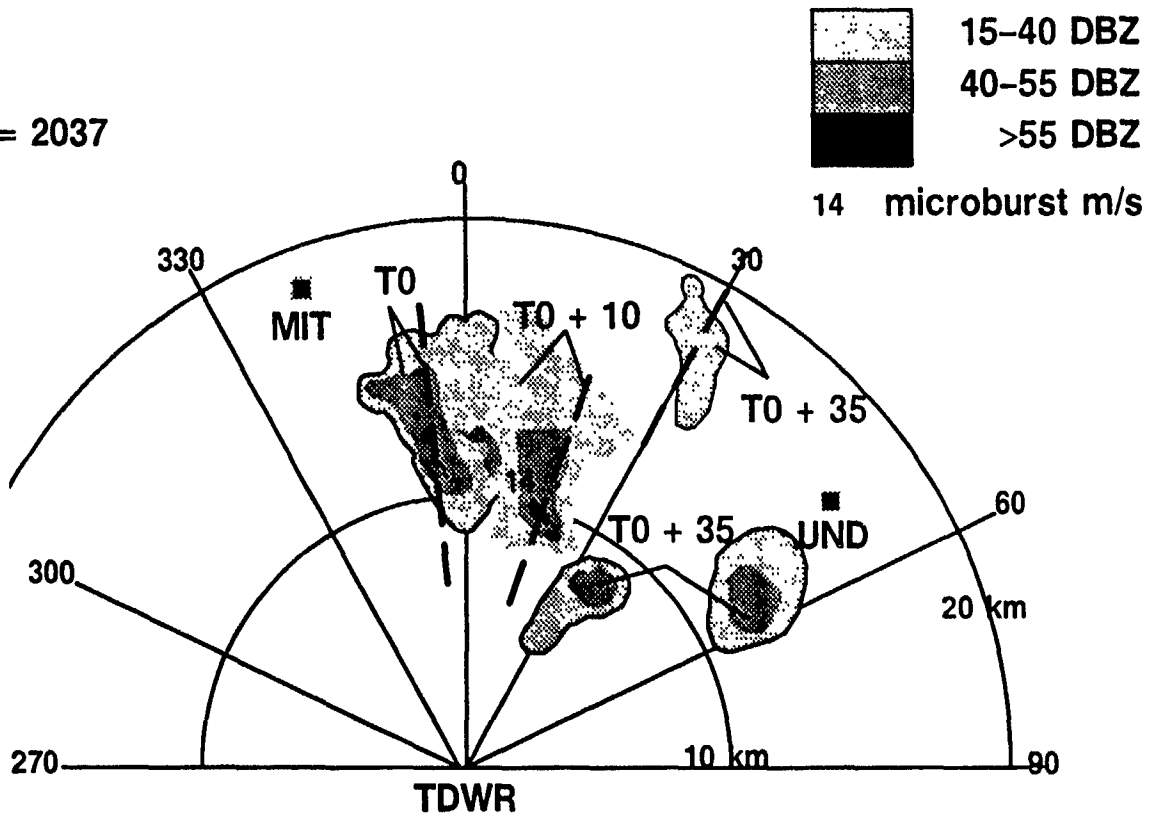 15–40 DBZ
40–55 DBZ
= 2037
>55 DBZ
0
14 microburst m/s
330
30
T0
MIT
T0 + 10
T0 + 35
14
60
T0 + 35
UND
300
20 km
10 km
270
90
TDWR